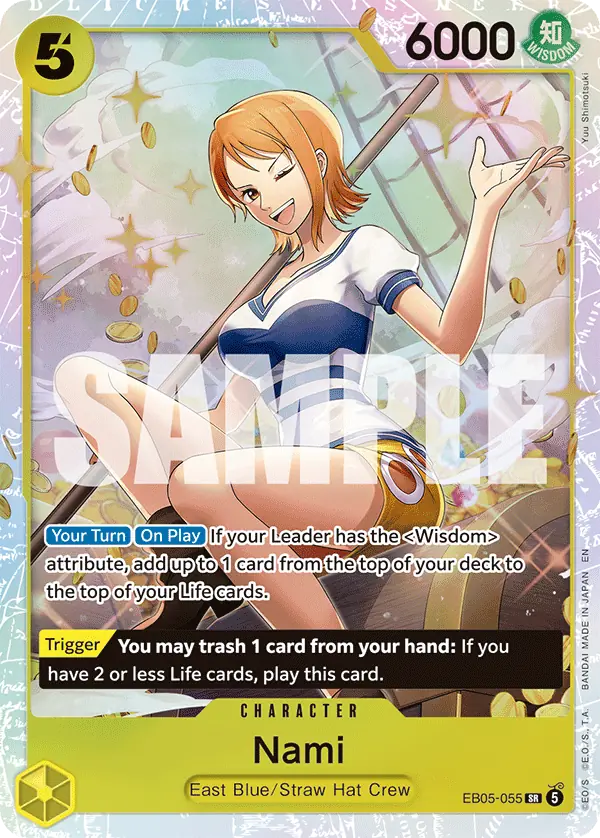 5
6000
知
WISDOM
Yuu Shimotsuki
SAMPLE
Your Turn On Play If your Leader has the <Wisdom>
attribute, add up to 1 card from the top of your deck to
the top of your Life cards.
Trigger You may trash 1 card from your hand: If you
have 2 or less Life cards, play this card.
CHARACTER
Nami
East Blue/Straw Hat Crew
EB05-055 SR 5
©EO/S ©E.O./S., T.A. BANDAI MADE IN JAPAN EN